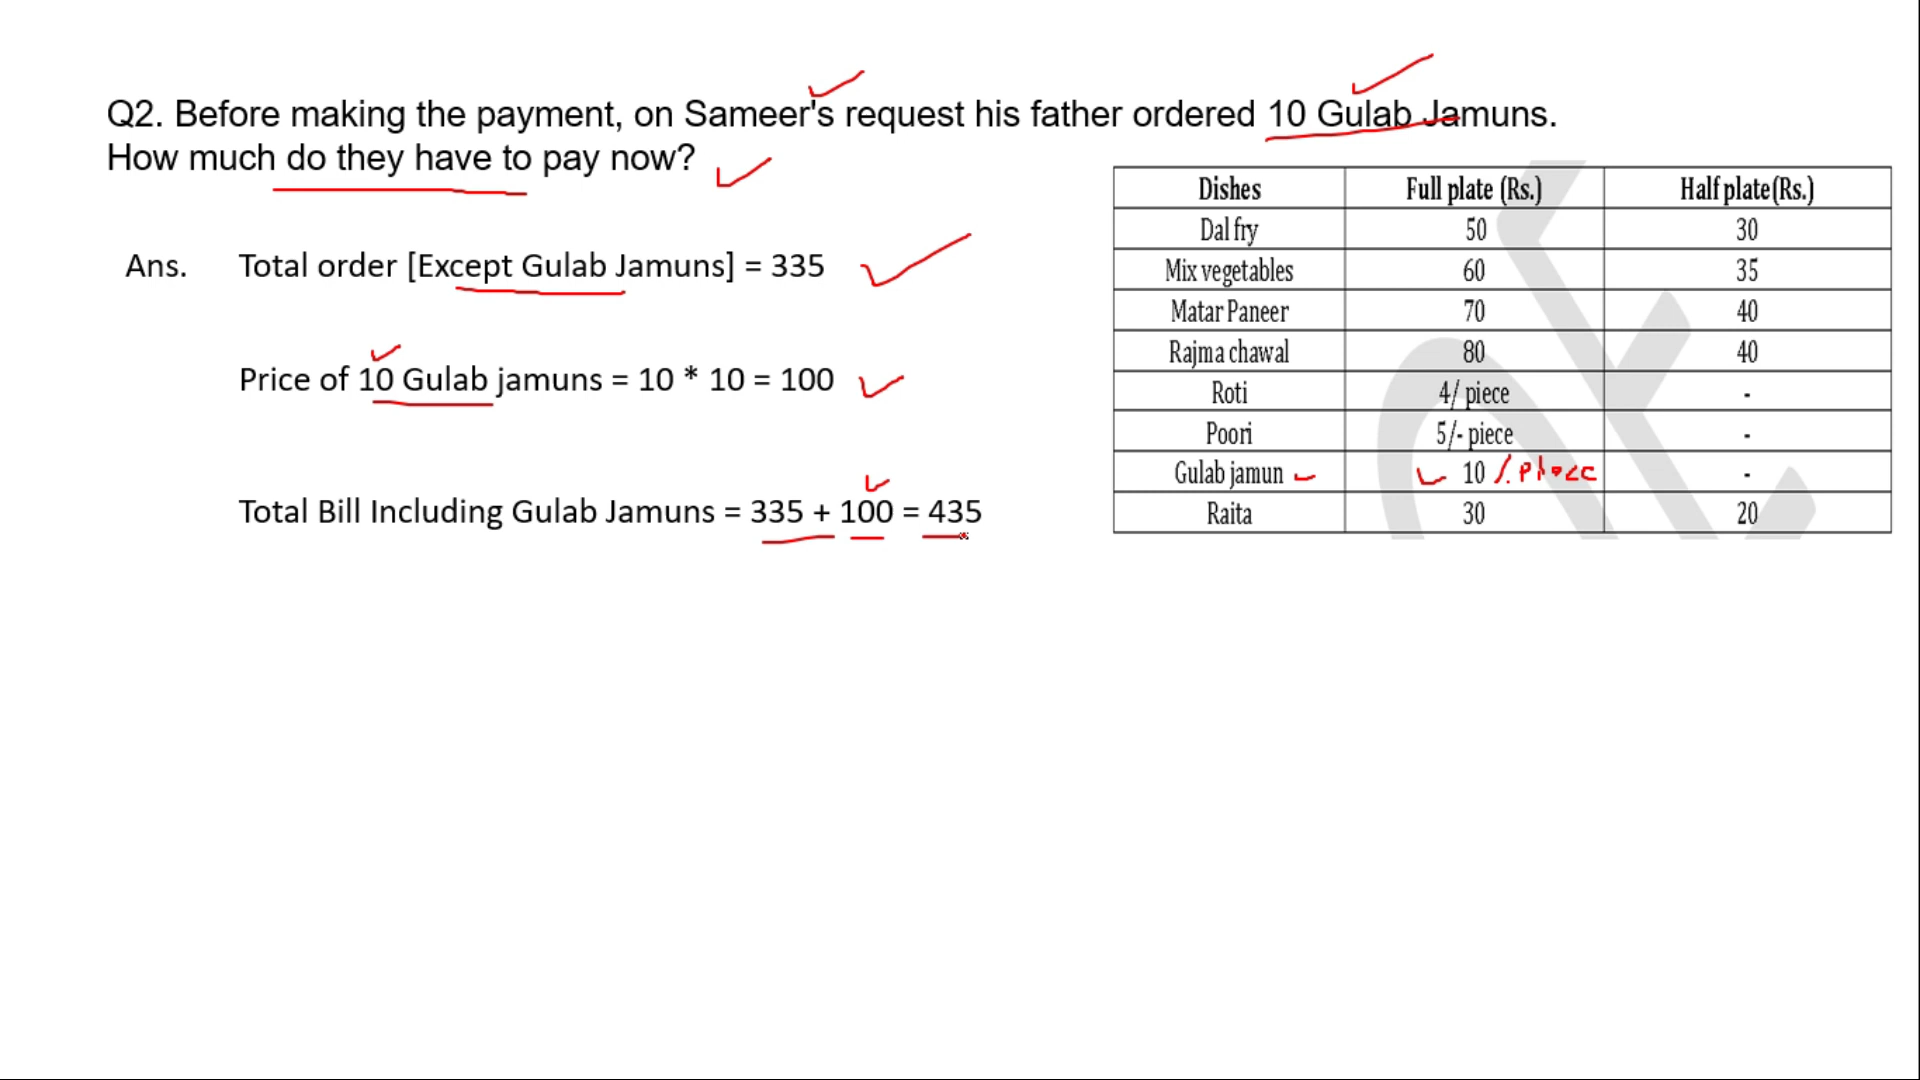 Q2. Before making the payment, on Sameer's request his father ordered 10 Gulab Jamuns.
How much do they have to pay now?
Ans. Total order [Except Gulab Jamuns] = 335
Price of 10 Gulab jamuns = 10 * 10 = 100
Total Bill Including Gulab Jamuns = 335 + 100 = 435
Dishes Full plate (Rs.) Half plate(Rs.)
Dal fry 50 30
Mix vegetables 60 35
Matar Paneer 70 40
Rajma chawal 80 40
Roti 4/ piece -
Poori 5/- piece -
Gulab jamun 10 -
Raita 30 20